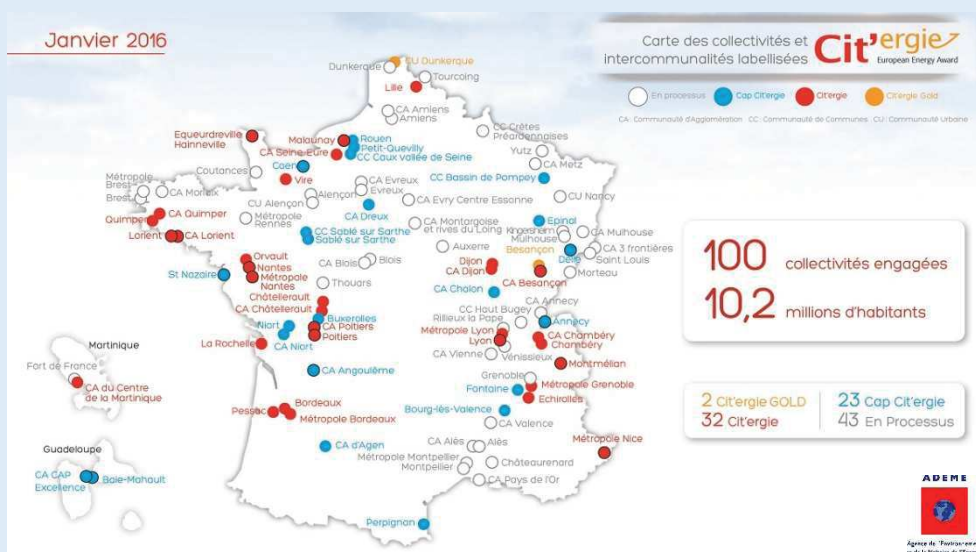 Janvier 2016
Carte des collectivités et
intercommunalités labellisées
Cit'ergie
European Energy Award
En processus
Cap Cit'ergie
Cit'ergie
Cit'ergie Gold
CA : Communauté d'Agglomération CC : Communauté de Communes CU : Communauté Urbaine
CU Dunkerque
Dunkerque
Tourcoing
Lille
CA Amiens
Amiens
CC Crêtes
Préardennaises
Equeurdreville
Hainneville
Malaunay
Rouen
Petit-Quevilly
CA Seine-Eure
CC Caux vallée de Seine
Yutz
CA Metz
Caen
Coutances
Vire
CC Bassin de Pompey
Métropole
Brest
Brest
CA Morlaix
Alençon
CA Evreux
Evreux
CU Alençon
CA Evry Centre Essonne
CU Nancy
CA Dreux
Quimper
CA Quimper
Métropole
Rennes
CA Montargoise
et rives du Loing
Epinal
Kingersheim
Mulhouse
CA Mulhouse
Lorient
CA Lorient
CC Sablé sur Sarthe
Sablé sur Sarthe
Auxerre
Besançon
Delle
CA 3 frontières
Saint Louis
Orvault
Nantes
Métropole
Nantes
CA Blois
Blois
Dijon
CA Dijon
CA Besançon
Morteau
St Nazaire
Thouars
CA Chalon
Châtellerault
CA Châtellerault
CA Annecy
CC Haut Bugey
Rillieux la Pape
Annecy
Buxerolles
Niort
CA Niort
CA Poitiers
Poitiers
Métropole Lyon
Lyon
CA Chambéry
Chambéry
La Rochelle
CA Vienne
Vénissieux
Montmélian
CA Angoulême
Grenoble
Fontaine
Métropole Grenoble
Echirolles
Pessac
Bordeaux
Métropole Bordeaux
Bourg-lès-Valence
CA Valence
CA d'Agen
CA Alès
Alès
Métropole Nice
Métropole Montpellier
Montpellier
Châteaurenard
CA Pays de l'Or
Perpignan
Martinique
Fort de France
CA du Centre
de la Martinique
Guadeloupe
CA CAP
Excellence
Baie-Mahault
100 collectivités engagées
10,2 millions d'habitants
2 Cit'ergie GOLD
32 Cit'ergie
23 Cap Cit'ergie
43 En Processus
ADEME
Agence de l'Environnement
et de la Maîtrise de l'Energie